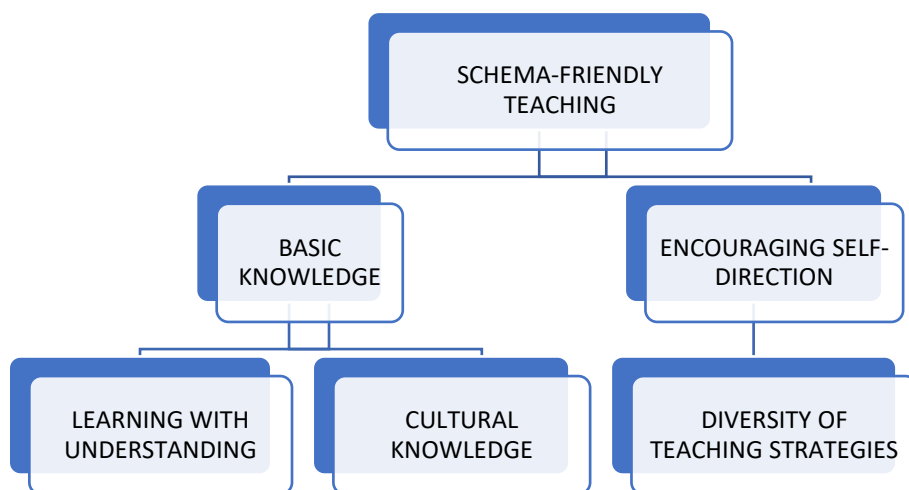 SCHEMA-FRIENDLY
TEACHING
BASIC
KNOWLEDGE
ENCOURAGING SELF-
DIRECTION
LEARNING WITH
UNDERSTANDING
CULTURAL
KNOWLEDGE
DIVERSITY OF
TEACHING STRATEGIES